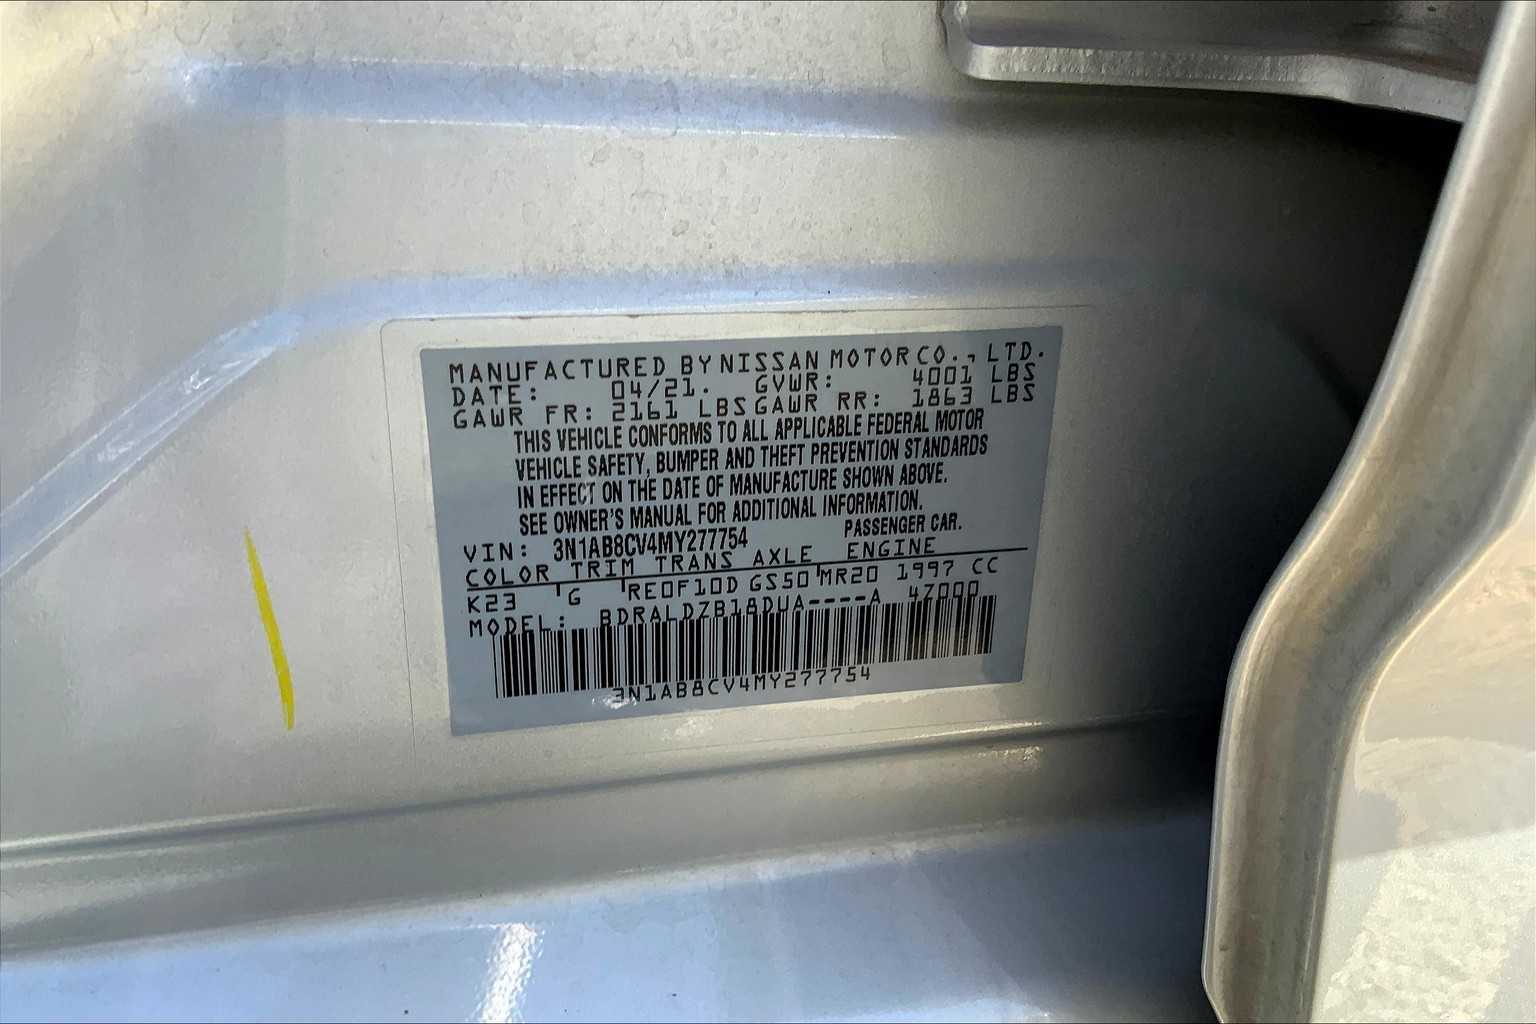 MANUFACTURED BY NISSAN MOTOR CO., LTD.
DATE: 04/21. GVWR: 4001 LBS
GAWR FR: 2161 LBS GAWR RR: 1863 LBS
THIS VEHICLE CONFORMS TO ALL APPLICABLE FEDERAL MOTOR
VEHICLE SAFETY, BUMPER AND THEFT PREVENTION STANDARDS
IN EFFECT ON THE DATE OF MANUFACTURE SHOWN ABOVE.
SEE OWNER'S MANUAL FOR ADDITIONAL INFORMATION.
VIN: 3N1AB8CV4MY277754 PASSENGER CAR.
COLOR TRIM TRANS AXLE ENGINE
K23 G RE0F10D GS50 MR20 1997 CC
MODEL: BDRALDZB18DUA----A 4Z000
3N1AB8CV4MY277754